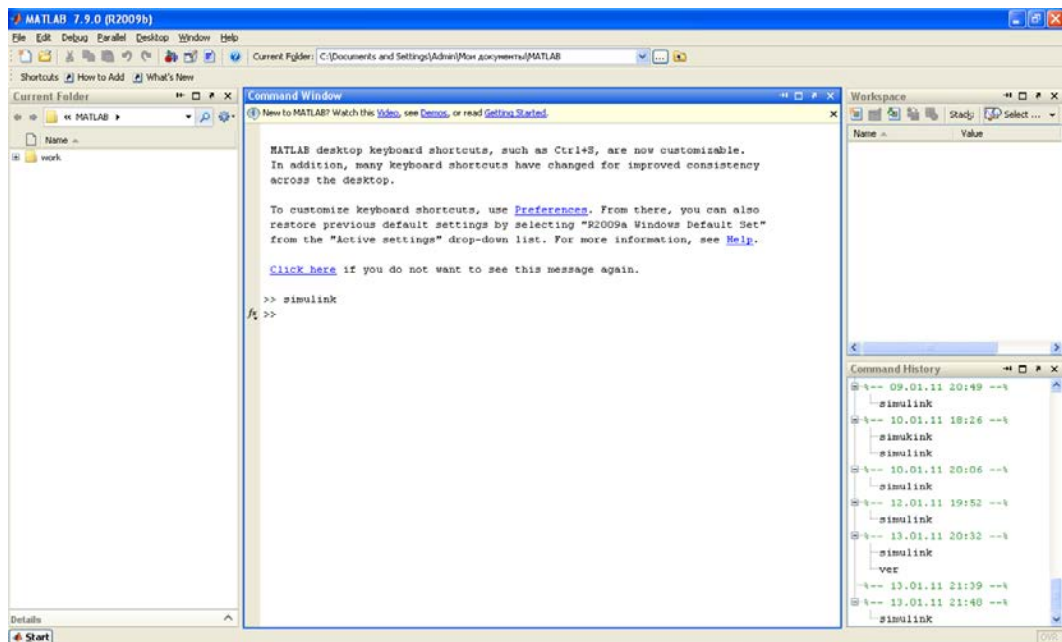 MATLAB 7.9.0 (R2009b)
File Edit Debug Parallel Desktop Window Help
Current Folder: C:\Documents and Settings\Admin\Мои документы\MATLAB
Shortcuts How to Add What's New
Current Folder
« MATLAB
Name
work
Details
Command Window
New to MATLAB? Watch this Video, see Demos, or read Getting Started.
MATLAB desktop keyboard shortcuts, such as Ctrl+S, are now customizable.
In addition, many keyboard shortcuts have changed for improved consistency
across the desktop.
To customize keyboard shortcuts, use Preferences. From there, you can also
restore previous default settings by selecting "R2009a Windows Default Set"
from the "Active settings" drop-down list. For more information, see Help.
Click here if you do not want to see this message again.
>> simulink
fx >>
Workspace
Stack: Select ...
Name Value
Command History
%-- 09.01.11 20:49 --%
simulink
%-- 10.01.11 18:26 --%
simukink
simulink
%-- 10.01.11 20:06 --%
simulink
%-- 12.01.11 19:52 --%
simulink
%-- 13.01.11 20:32 --%
simulink
ver
%-- 13.01.11 21:39 --%
%-- 13.01.11 21:48 --%
simulink
Start
OVR